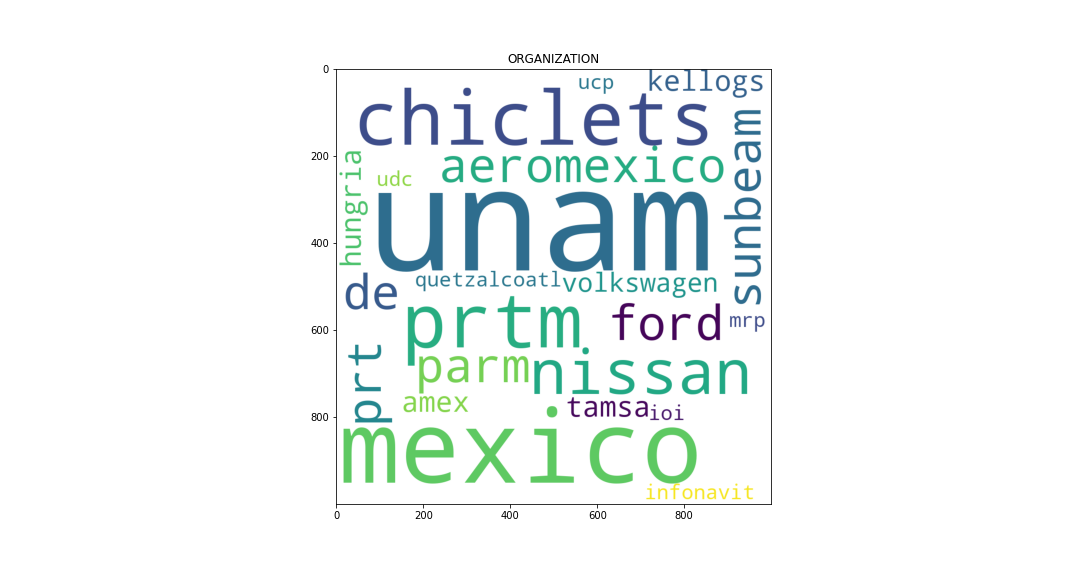 ORGANIZATION
0
200
400
600
800
ucp
kellogs
chiclets
sunbeam
hungria
udc
aeromexico
unam
de
quetzalcoatl
volkswagen
prtm
ford
mrp
prt
parm
nissan
amex
tamsa
ioi
mexico
infonavit
0 200 400 600 800